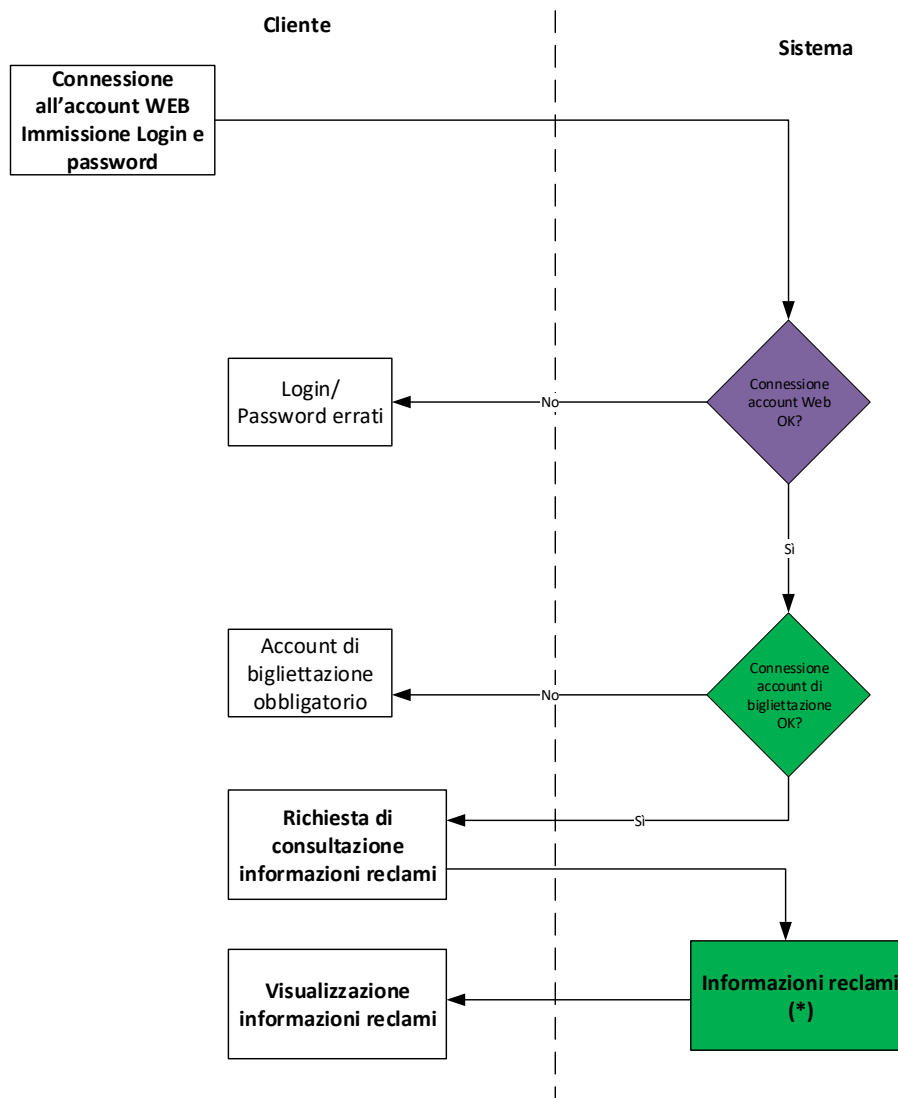 Cliente
Sistema
Connessione
all’account WEB
Immissione Login e
password
Connessione
account Web
OK?
No
Login/
Password errati
Sì
Connessione
account di
bigliettazione
OK?
No
Account di
bigliettazione
obbligatorio
Sì
Richiesta di
consultazione
informazioni reclami
Informazioni reclami
(*)
Visualizzazione
informazioni reclami